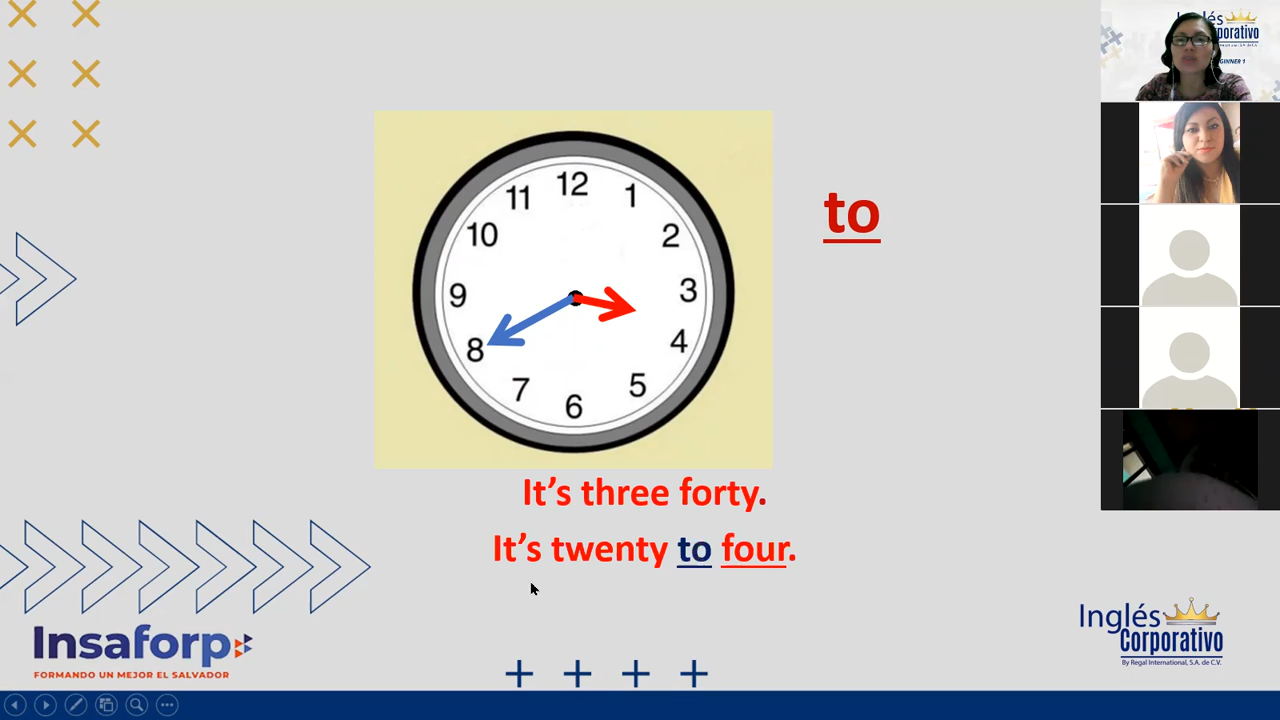 12
11
1
10
2
9
3
8
4
7
5
6
to
It's three forty.
It's twenty to four.
Insaforp
FORMANDO UN MEJOR EL SALVADOR
Inglés
Corporativo
By Regal International, S.A. de C.V.